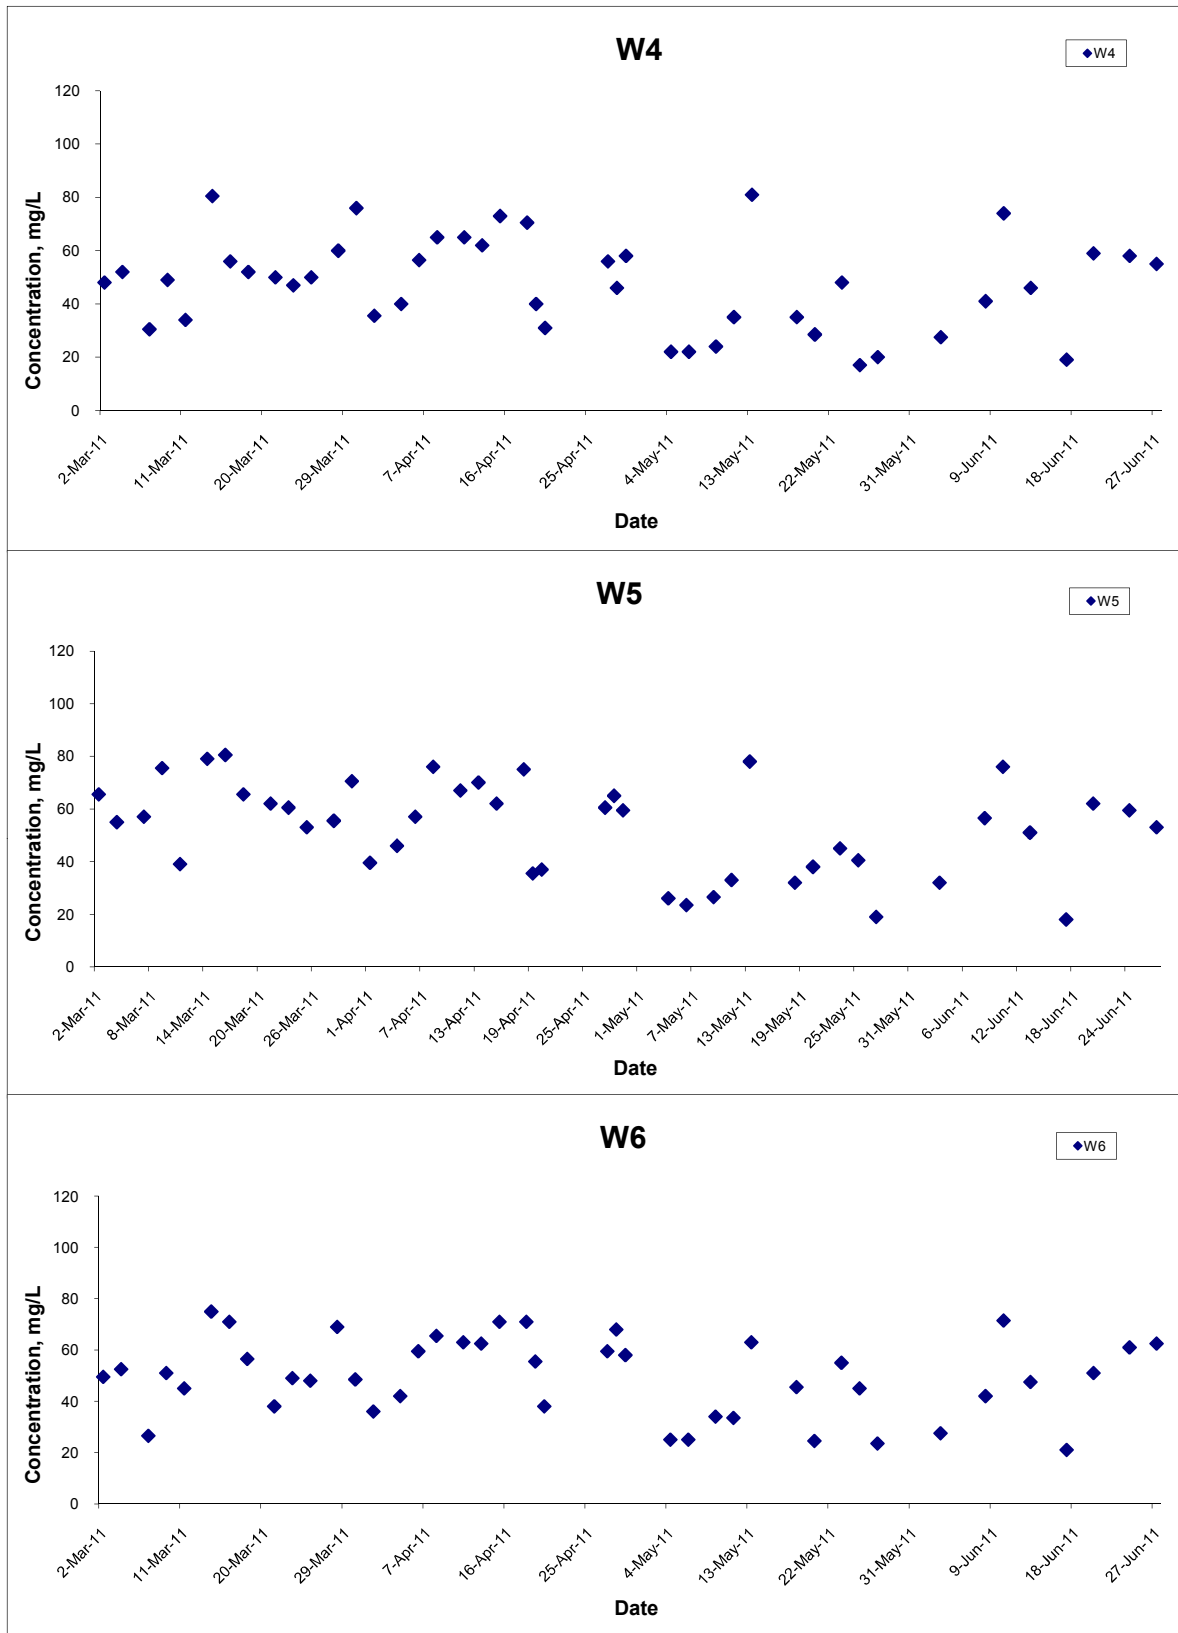 W4
W4
120
100
80
60
40
20
0
Concentration, mg/L
2-Mar-11 11-Mar-11 20-Mar-11 29-Mar-11 7-Apr-11 16-Apr-11 25-Apr-11 4-May-11 13-May-11 22-May-11 31-May-11 9-Jun-11 18-Jun-11 27-Jun-11
Date
W5
W5
120
100
80
60
40
20
0
Concentration, mg/L
2-Mar-11 8-Mar-11 14-Mar-11 20-Mar-11 26-Mar-11 1-Apr-11 7-Apr-11 13-Apr-11 19-Apr-11 25-Apr-11 1-May-11 7-May-11 13-May-11 19-May-11 25-May-11 31-May-11 6-Jun-11 12-Jun-11 18-Jun-11 24-Jun-11
Date
W6
W6
120
100
80
60
40
20
0
Concentration, mg/L
2-Mar-11 11-Mar-11 20-Mar-11 29-Mar-11 7-Apr-11 16-Apr-11 25-Apr-11 4-May-11 13-May-11 22-May-11 31-May-11 9-Jun-11 18-Jun-11 27-Jun-11
Date